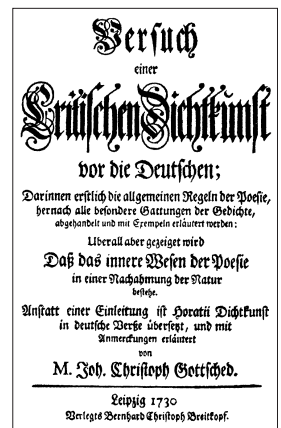 Versuch
einer
Critischen Dichtkunst
vor die Deutschen;
Darinnen erstlich die allgemeinen Regeln der Poesie,
hernach alle besondere Gattungen der Gedichte,
abgehandelt und mit Exempeln erläutert werden:
Uberall aber gezeiget wird
Daß das innere Wesen der Poesie
in einer Nachahmung der Natur
bestehe.
Anstatt einer Einleitung ist Horatii Dichtkunst
in deutsche Verße übersetzt, und mit
Anmerckungen erläutert
von
M. Joh. Christoph Gottsched.
Leipzig 1730
Verlegts Bernhard Christoph Breitkopf.